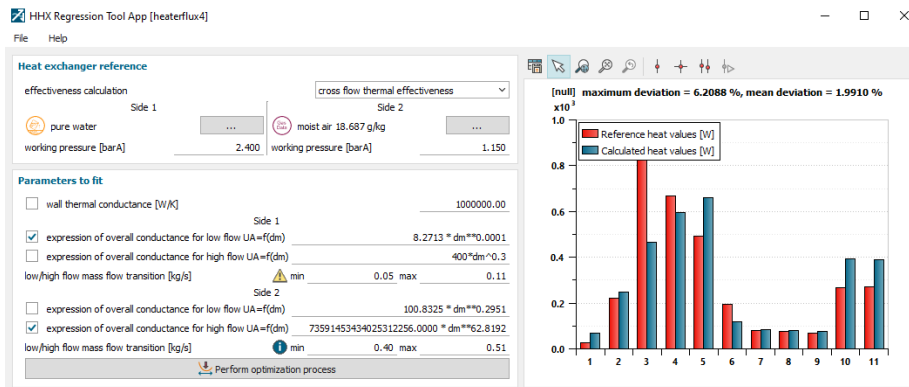 HHX Regression Tool App [heaterflux4]
File Help
Heat exchanger reference
effectiveness calculation cross flow thermal effectiveness
Side 1 Side 2
pure water ... moist air 18.687 g/kg ...
working pressure [barA] 2.400 working pressure [barA] 1.150
Parameters to fit
wall thermal conductance [W/K] 1000000.00
Side 1
expression of overall conductance for low flow UA=f(dm) 8.2713 * dm**0.0001
expression of overall conductance for high flow UA=f(dm) 400*dm^0.3
low/high flow mass flow transition [kg/s] min 0.05 max 0.11
Side 2
expression of overall conductance for low flow UA=f(dm) 100.8325 * dm**0.2951
expression of overall conductance for high flow UA=f(dm) 73591453434025312256.0000 * dm**62.8192
low/high flow mass flow transition [kg/s] min 0.40 max 0.51
Perform optimization process
[null] maximum deviation = 6.2088 %, mean deviation = 1.9910 %
x10^3
1.0
Reference heat values [W]
Calculated heat values [W]
0.8
0.6
0.4
0.2
0.0
1 2 3 4 5 6 7 8 9 10 11